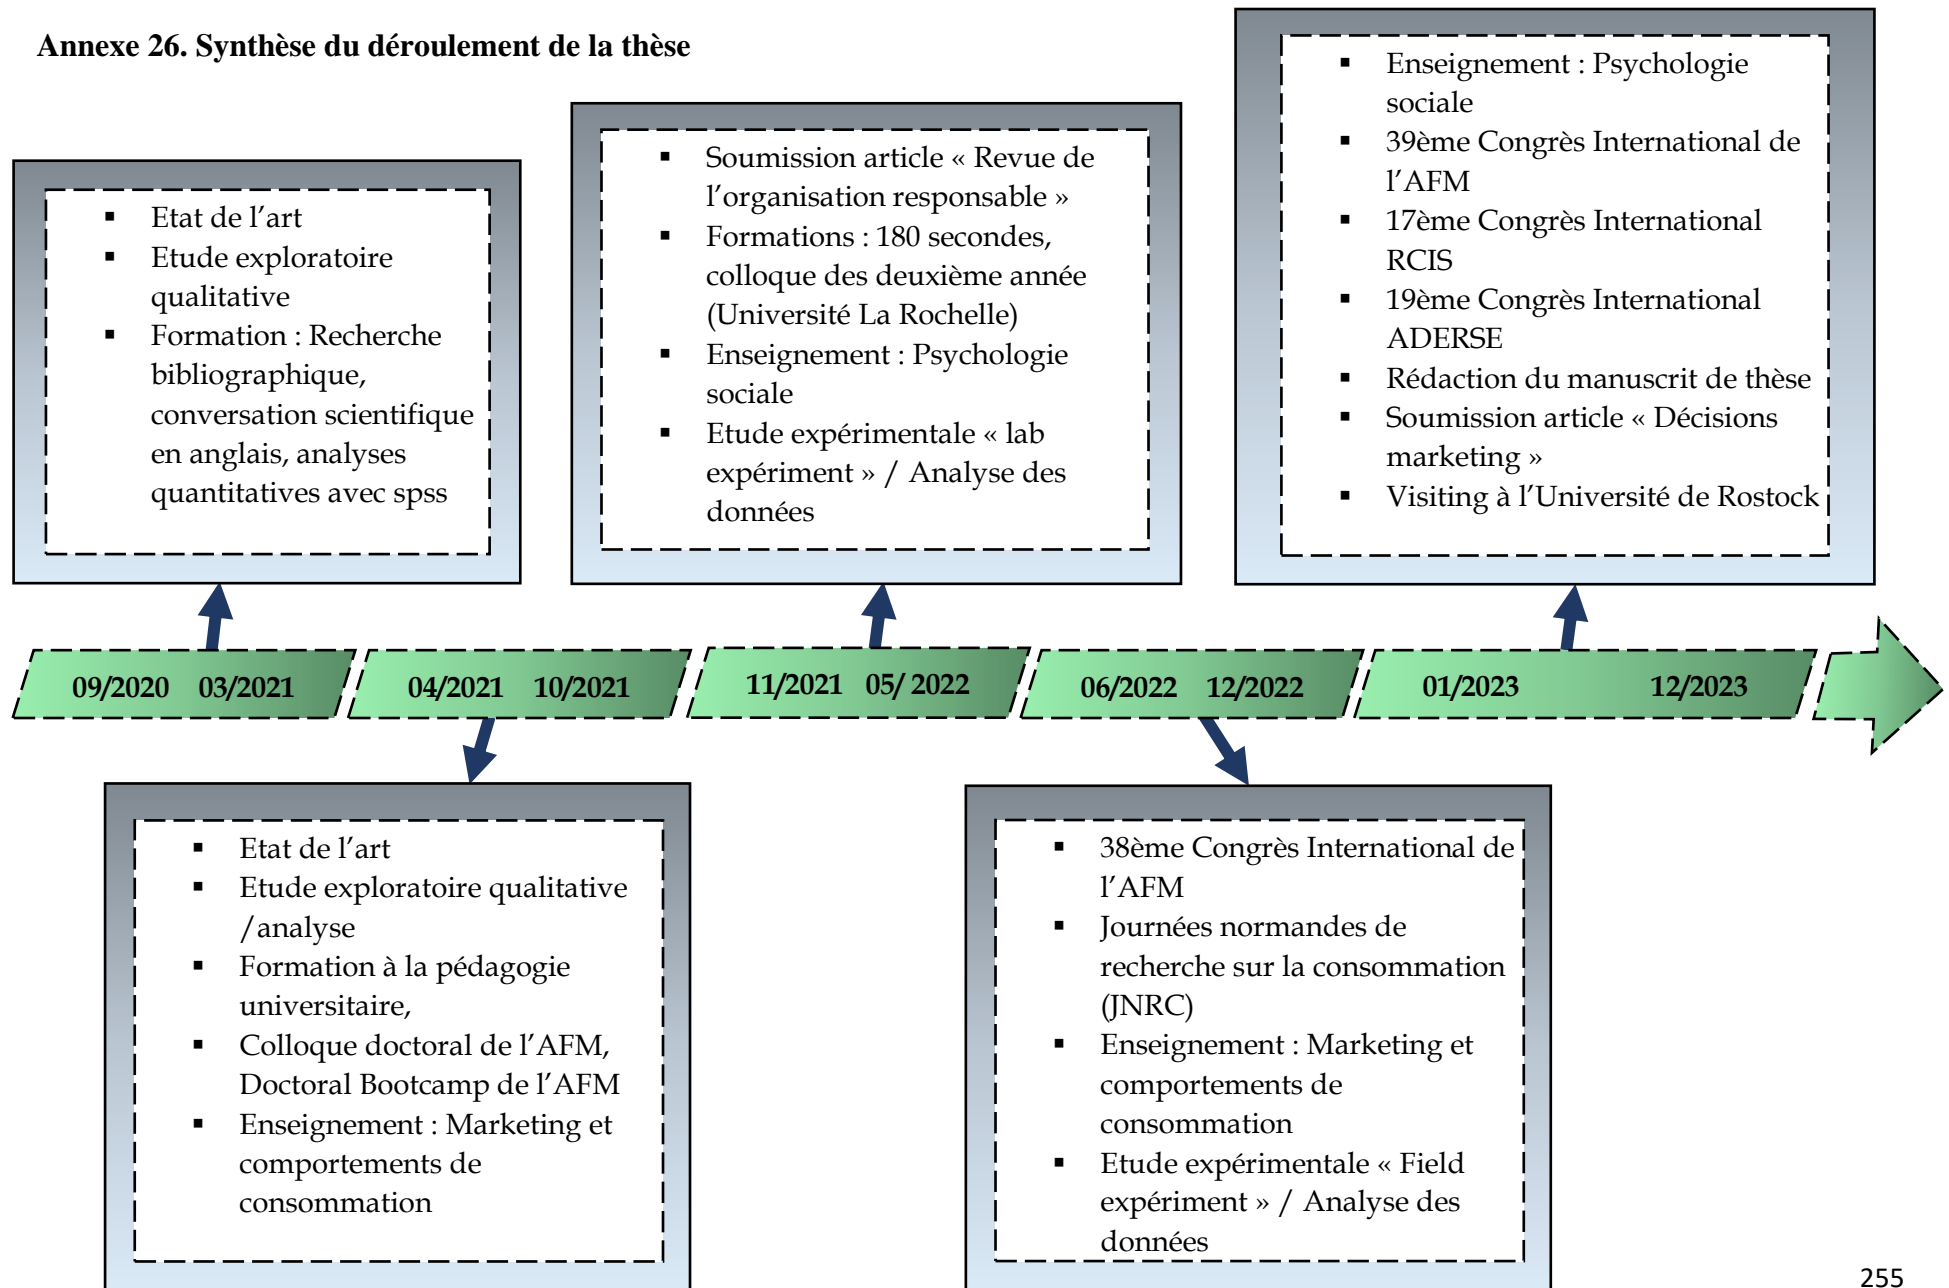 Annexe 26. Synthèse du déroulement de la thèse
▪ Etat de l’art
▪ Etude exploratoire
qualitative
▪ Formation : Recherche
bibliographique,
conversation scientifique
en anglais, analyses
quantitatives avec spss
▪ Soumission article « Revue de
l’organisation responsable »
▪ Formations : 180 secondes,
colloque des deuxième année
(Université La Rochelle)
▪ Enseignement : Psychologie
sociale
▪ Etude expérimentale « lab
expériment » / Analyse des
données
▪ Enseignement : Psychologie
sociale
▪ 39ème Congrès International de
l’AFM
▪ 17ème Congrès International
RCIS
▪ 19ème Congrès International
ADERSE
▪ Rédaction du manuscrit de thèse
▪ Soumission article « Décisions
marketing »
▪ Visiting à l’Université de Rostock
09/2020 03/2021
04/2021 10/2021
11/2021 05/ 2022
06/2022 12/2022
01/2023 12/2023
▪ Etat de l’art
▪ Etude exploratoire qualitative
/analyse
▪ Formation à la pédagogie
universitaire,
▪ Colloque doctoral de l’AFM,
Doctoral Bootcamp de l’AFM
▪ Enseignement : Marketing et
comportements de
consommation
▪ 38ème Congrès International de
l’AFM
▪ Journées normandes de
recherche sur la consommation
(JNRC)
▪ Enseignement : Marketing et
comportements de
consommation
▪ Etude expérimentale « Field
expériment » / Analyse des
données
255